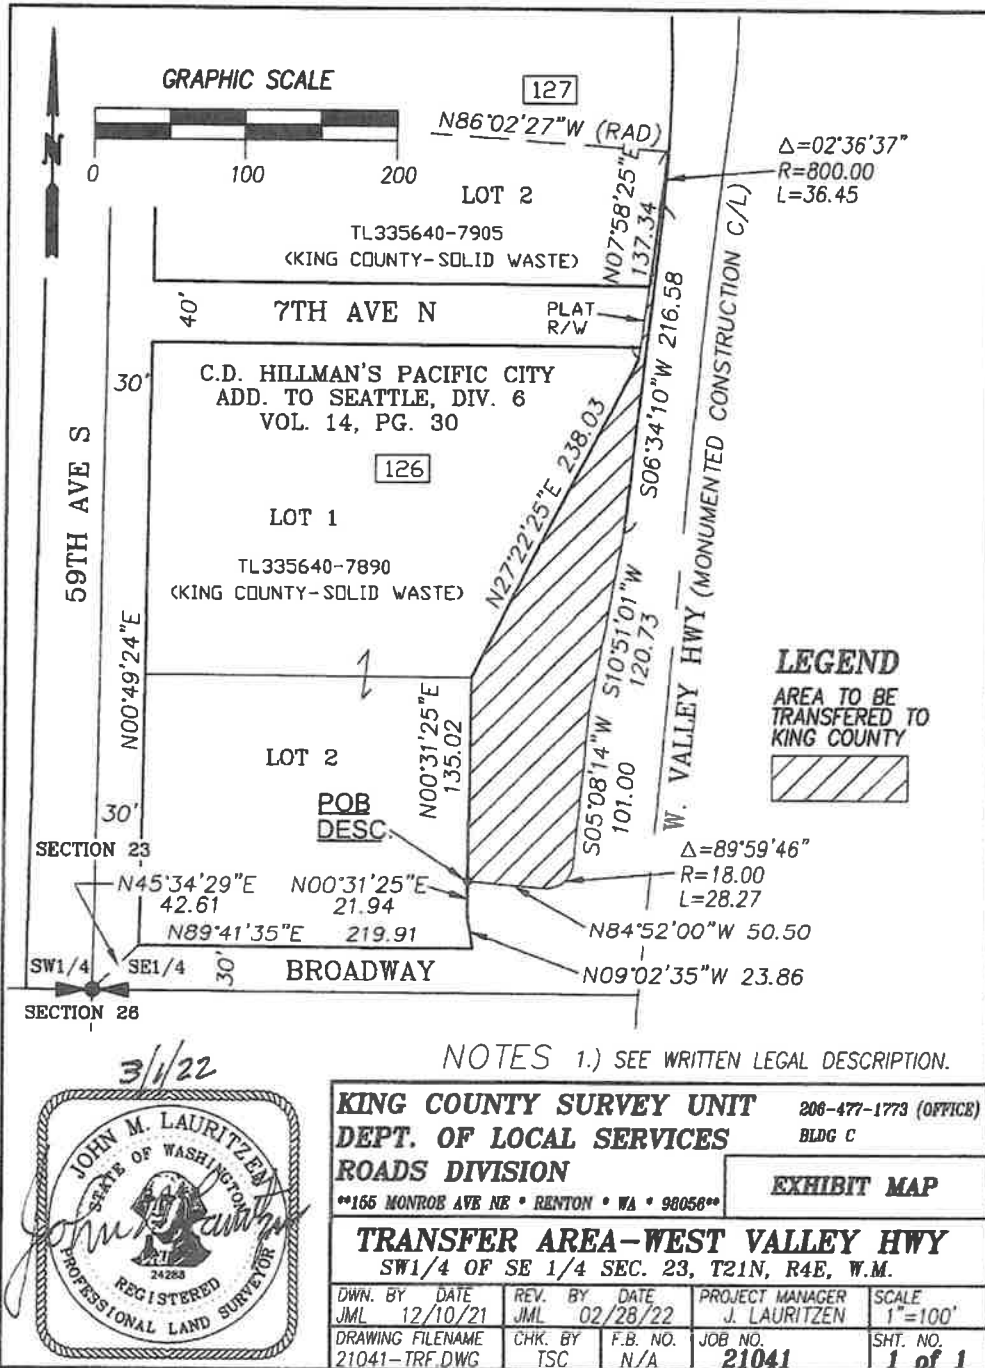 GRAPHIC SCALE
0 100 200
N
127
N86°02'27"W (RAD)
Δ=02°36'37"
R=800.00
L=36.45
LOT 2
TL335640-7905
(KING COUNTY-SOLID WASTE)
N07°58'25"E
137.34
40'
7TH AVE N
PLAT
R/W
S06°34'10"W 216.58
W. VALLEY HWY (MONUMENTED CONSTRUCTION C/L)
30'
C.D. HILLMAN'S PACIFIC CITY
ADD. TO SEATTLE, DIV. 6
VOL. 14, PG. 30
126
59TH AVE S
LOT 1
TL335640-7890
(KING COUNTY-SOLID WASTE)
N27°22'25"E 238.03
S10°51'01"W
120.73
N00°49'24"E
LEGEND
AREA TO BE
TRANSFERED TO
KING COUNTY
LOT 2
N00°31'25"E
135.02
S05°08'14"W
101.00
POB
DESC.
30'
SECTION 23
Δ=89°59'46"
R=18.00
L=28.27
N45°34'29"E
42.61
N00°31'25"E
21.94
N84°52'00"W 50.50
N89°41'35"E 219.91
SW1/4 SE1/4
30'
BROADWAY
N09°02'35"W 23.86
SECTION 26
NOTES 1.) SEE WRITTEN LEGAL DESCRIPTION.
3/1/22
JOHN M. LAURITZEN
STATE OF WASHINGTON
24288
REGISTERED
PROFESSIONAL LAND SURVEYOR
KING COUNTY SURVEY UNIT 206-477-1773 (OFFICE)
DEPT. OF LOCAL SERVICES BLDG C
ROADS DIVISION
**155 MONROE AVE NE * RENTON * WA * 98056**
EXHIBIT MAP
TRANSFER AREA-WEST VALLEY HWY
SW1/4 OF SE 1/4 SEC. 23, T21N, R4E, W.M.
DWN. BY DATE REV. BY DATE PROJECT MANAGER SCALE
JML 12/10/21 JML 02/28/22 J. LAURITZEN 1"=100'
DRAWING FILENAME CHK. BY F.B. NO. JOB NO. SHT. NO.
21041-TRF.DWG TSC N/A 21041 1 of 1